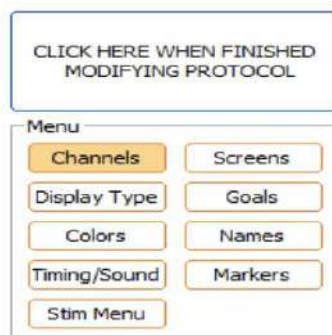 CLICK HERE WHEN FINISHED
MODIFYING PROTOCOL
Menu
Channels Screens
Display Type Goals
Colors Names
Timing/Sound Markers
Stim Menu